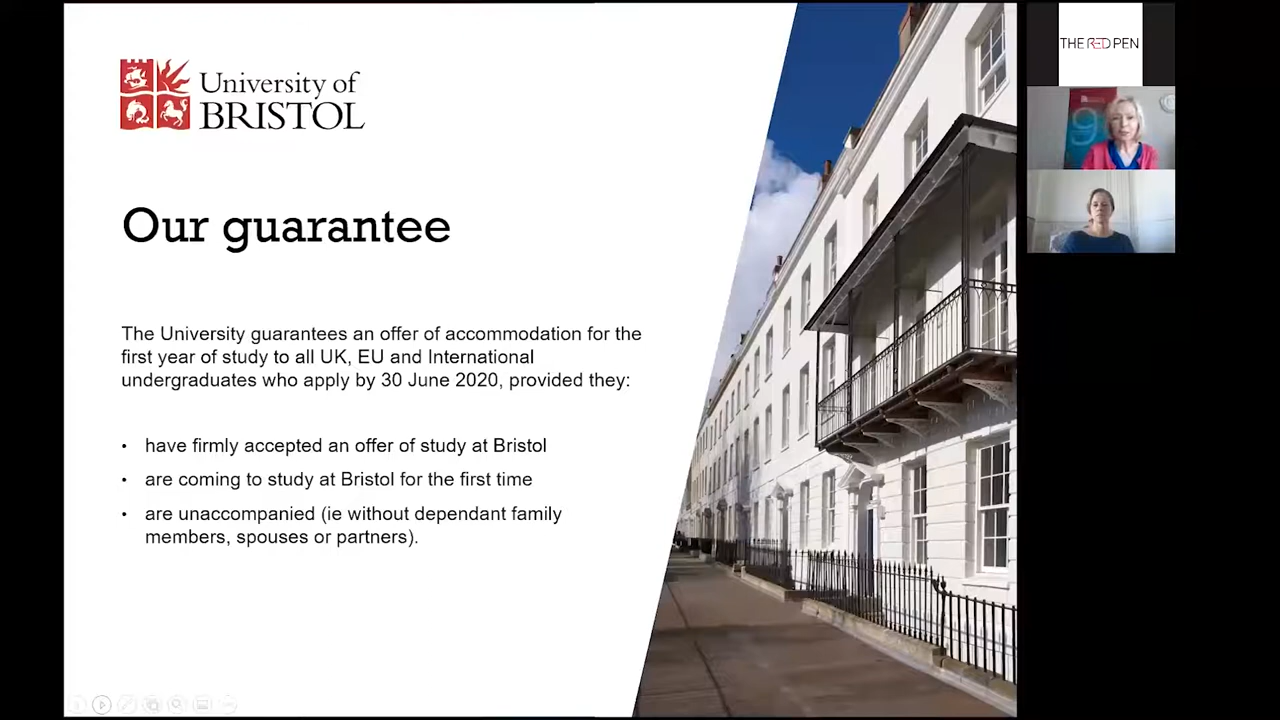 University of
BRISTOL
Our guarantee
The University guarantees an offer of accommodation for the
first year of study to all UK, EU and International
undergraduates who apply by 30 June 2020, provided they:
• have firmly accepted an offer of study at Bristol
• are coming to study at Bristol for the first time
• are unaccompanied (ie without dependant family
members, spouses or partners).
THE RED PEN
9